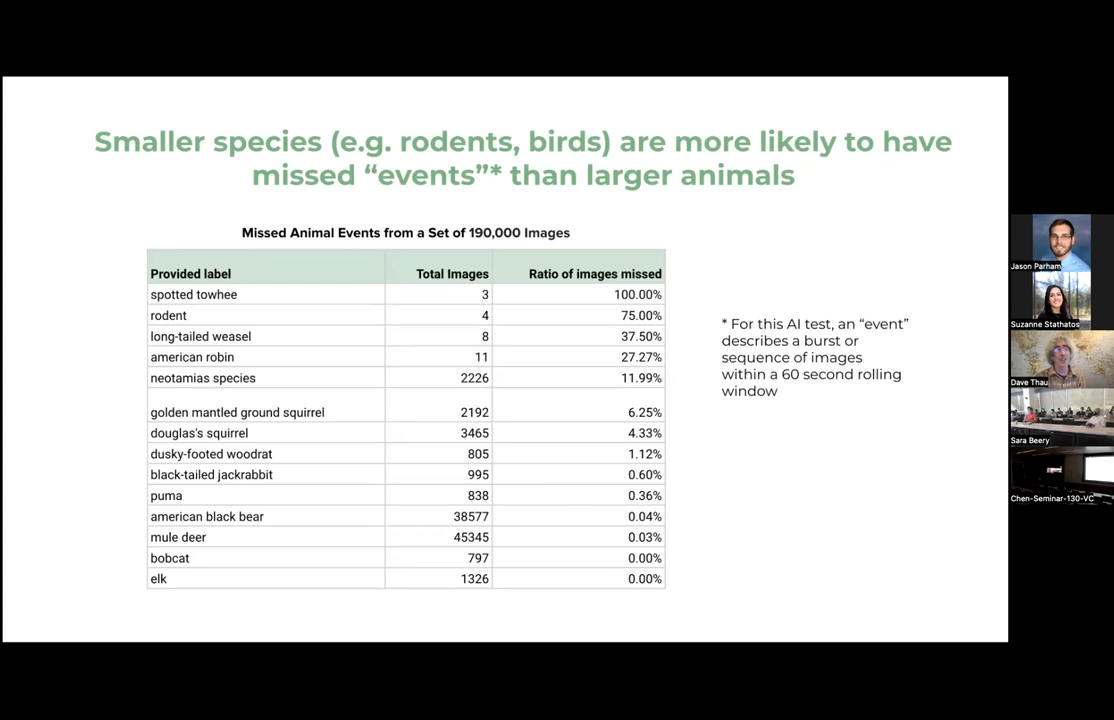 Smaller species (e.g. rodents, birds) are more likely to have
missed “events”* than larger animals
Missed Animal Events from a Set of 190,000 Images
Provided label Total Images Ratio of images missed
spotted towhee 3 100.00%
rodent 4 75.00%
long-tailed weasel 8 37.50%
american robin 11 27.27%
neotamias species 2226 11.99%
golden mantled ground squirrel 2192 6.25%
douglas's squirrel 3465 4.33%
dusky-footed woodrat 805 1.12%
black-tailed jackrabbit 995 0.60%
puma 838 0.36%
american black bear 38577 0.04%
mule deer 45345 0.03%
bobcat 797 0.00%
elk 1326 0.00%
* For this AI test, an “event”
describes a burst or
sequence of images
within a 60 second rolling
window
Jason Parham
Suzanne Stathatos
Dave Thau
Sara Beery
Chen-Seminar-130-VC